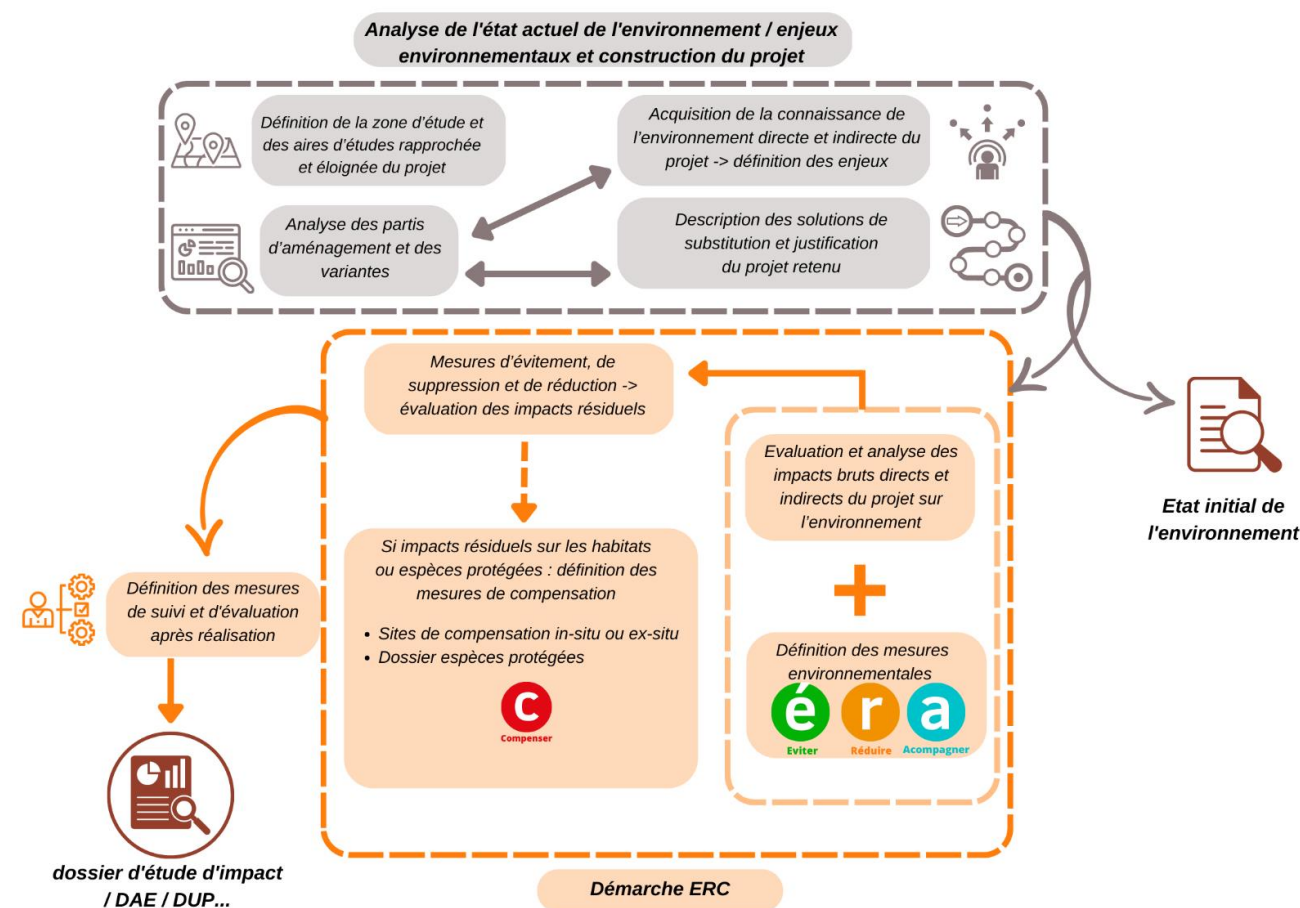 Analyse de l'état actuel de l'environnement / enjeux
environnementaux et construction du projet
Définition de la zone d'étude et
des aires d'études rapprochée
et éloignée du projet
Acquisition de la connaissance de
l'environnement directe et indirecte du
projet -> définition des enjeux
Analyse des partis
d'aménagement et des
variantes
Description des solutions de
substitution et justification
du projet retenu
Mesures d'évitement, de
suppression et de réduction ->
évaluation des impacts résiduels
Evaluation et analyse des
impacts bruts directs et
indirects du projet sur
l'environnement
Etat initial de
l'environnement
Si impacts résiduels sur les habitats
ou espèces protégées : définition des
mesures de compensation
• Sites de compensation in-situ ou ex-situ
• Dossier espèces protégées
c
Compenser
Définition des mesures
environnementales
é r a
Eviter Réduire Acompagner
Définition des mesures
de suivi et d'évaluation
après réalisation
dossier d'étude d'impact
/ DAE / DUP...
Démarche ERC